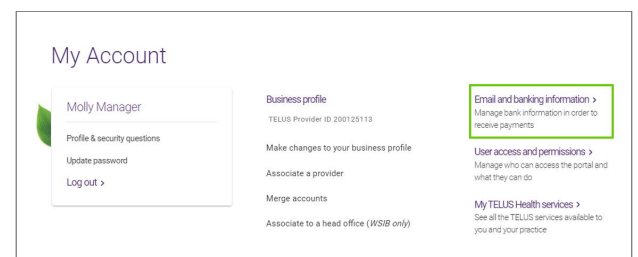 My Account
Molly Manager
Profile & security questions
Update password
Log out >
Business profile
TELUS Provider ID 200125113
Make changes to your business profile
Associate a provider
Merge accounts
Associate to a head office (WSIB only)
Email and banking information >
Manage bank information in order to
receive payments
User access and permissions >
Manage who can access the portal and
what they can do
My TELUS Health services >
See all the TELUS services available to
you and your practice